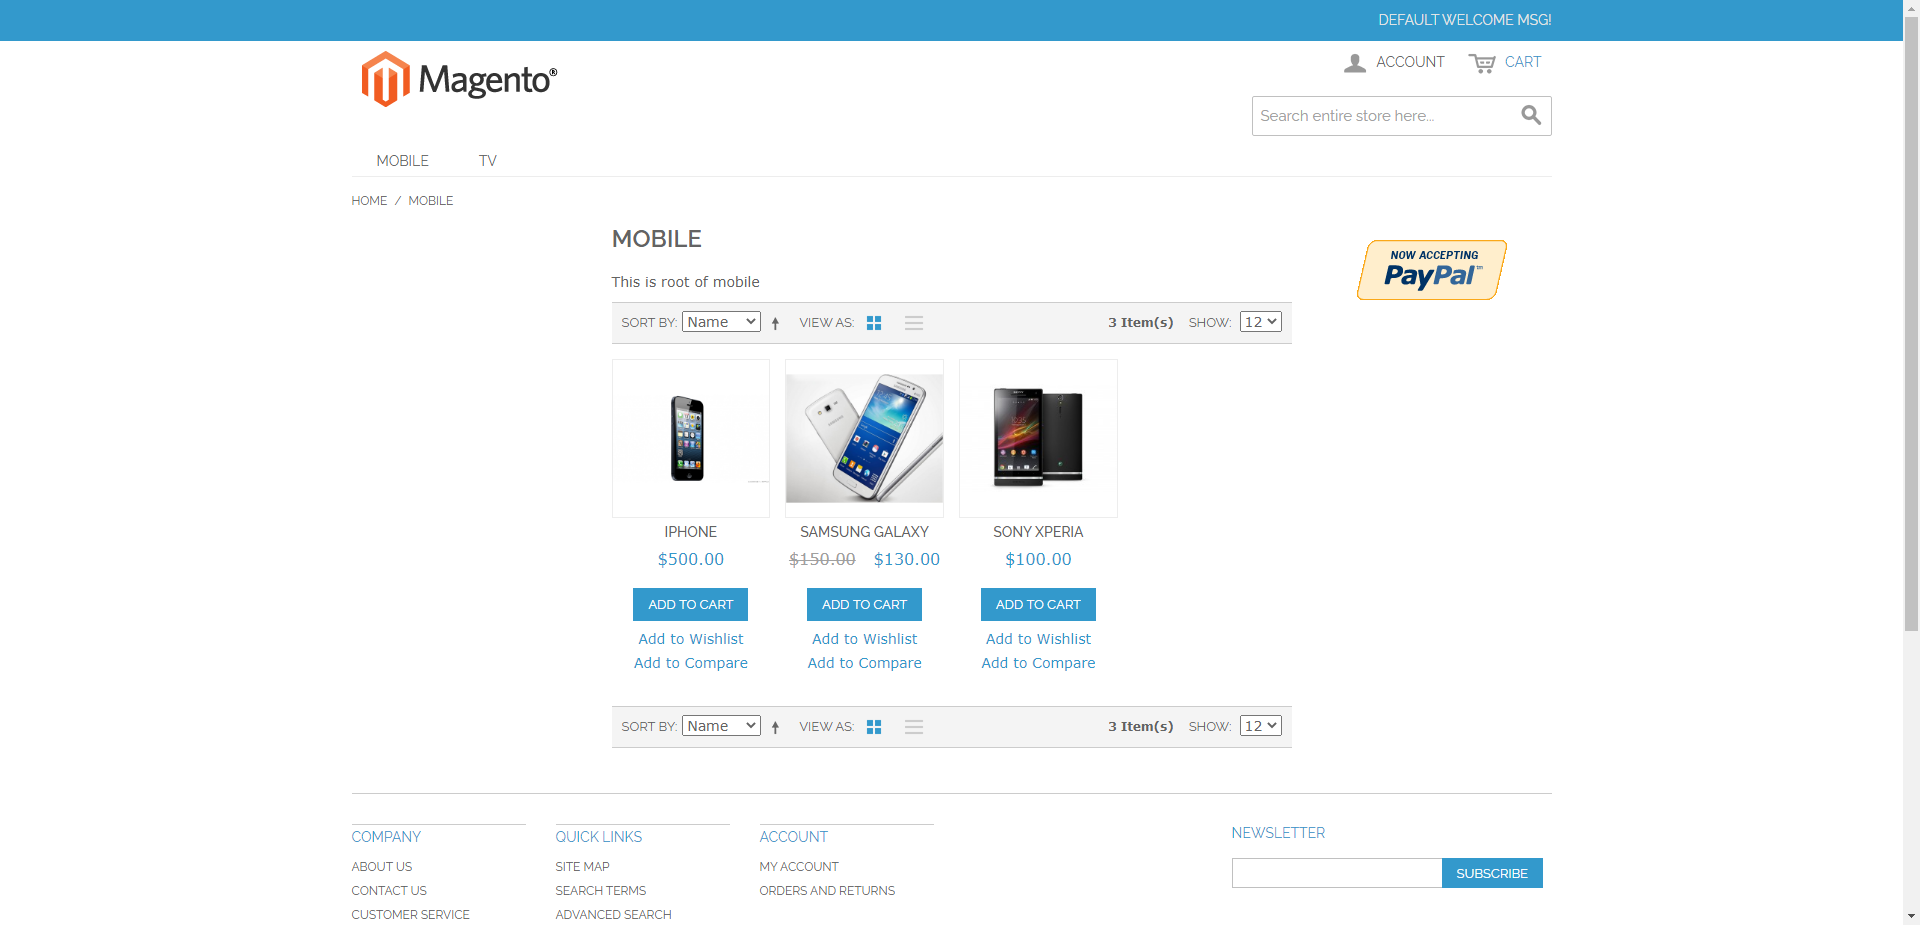 DEFAULT WELCOME MSG!
Magento®
ACCOUNT
CART
Search entire store here...
MOBILE
TV
HOME / MOBILE
MOBILE
NOW ACCEPTING
PayPal™
This is root of mobile
SORT BY: Name
VIEW AS:
3 Item(s)
SHOW: 12
IPHONE
$500.00
ADD TO CART
Add to Wishlist
Add to Compare
SAMSUNG GALAXY
$150.00 $130.00
ADD TO CART
Add to Wishlist
Add to Compare
SONY XPERIA
$100.00
ADD TO CART
Add to Wishlist
Add to Compare
SORT BY: Name
VIEW AS:
3 Item(s)
SHOW: 12
COMPANY
ABOUT US
CONTACT US
CUSTOMER SERVICE
QUICK LINKS
SITE MAP
SEARCH TERMS
ADVANCED SEARCH
ACCOUNT
MY ACCOUNT
ORDERS AND RETURNS
NEWSLETTER
SUBSCRIBE